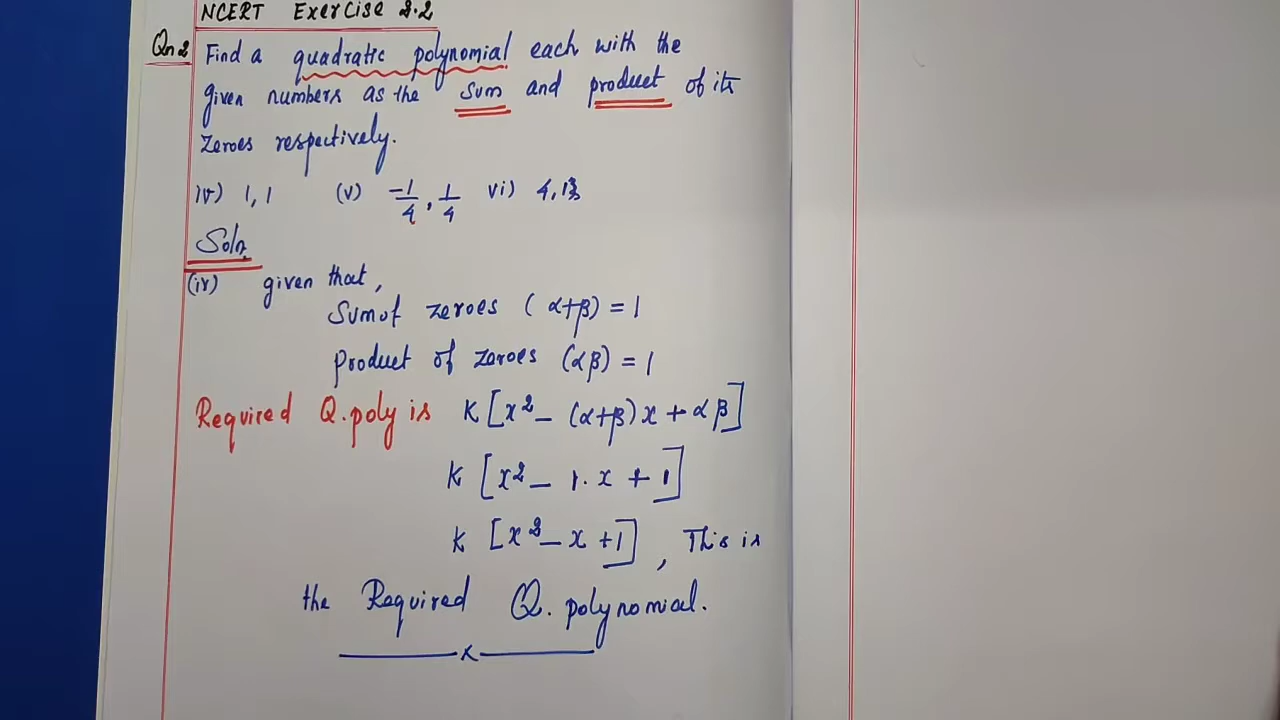 NCERT Exercise 2.2
Qn 2 Find a quadratic polynomial each with the
given numbers as the sum and product of its
zeroes respectively.
iv) 1, 1 (v) -1/4, 1/4 vi) 4, 1
Soln
(iv) given that,
Sum of zeroes (α+β) = 1
product of zeroes (αβ) = 1
Required Q.poly is K[x² - (α+β)x + αβ]
K [x² - 1. x + 1]
K [x² - x +1], This is
the Required Q. polynomial.
x